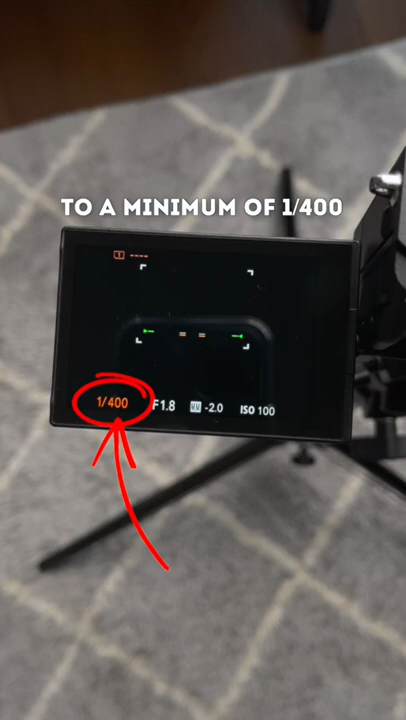 TO A MINIMUM OF 1/400
----
1/400 F1.8 -2.0 ISO 100